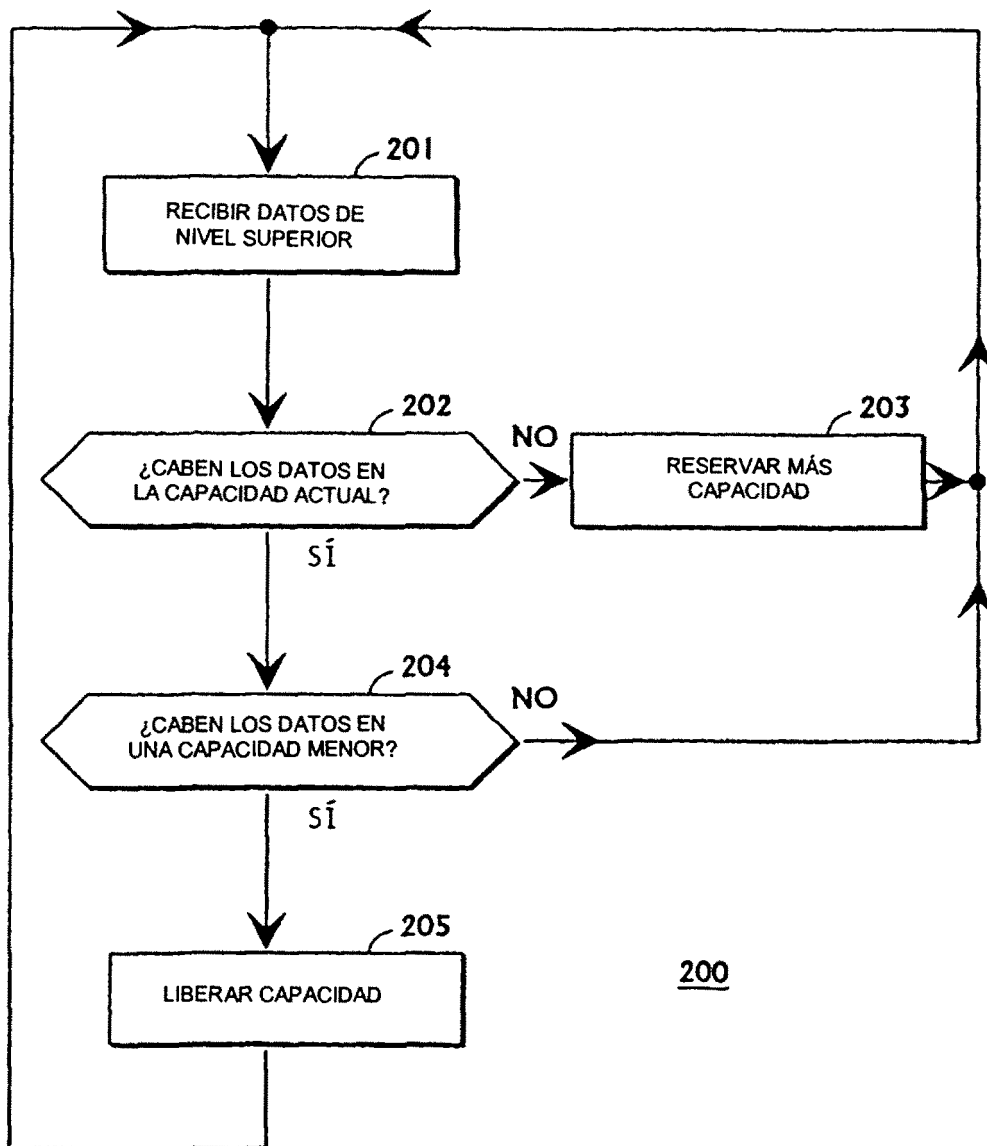 201
RECIBIR DATOS DE
NIVEL SUPERIOR
202
¿CABEN LOS DATOS EN
LA CAPACIDAD ACTUAL?
NO
203
RESERVAR MÁS
CAPACIDAD
SÍ
204
¿CABEN LOS DATOS EN
UNA CAPACIDAD MENOR?
NO
SÍ
205
LIBERAR CAPACIDAD
200